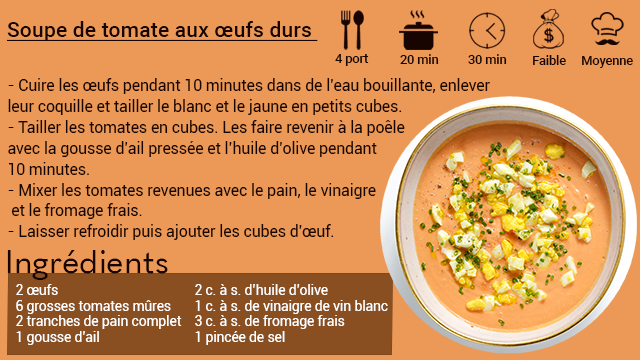 Soupe de tomate aux œufs durs
4 port
20 min
30 min
Faible
Moyenne
- Cuire les œufs pendant 10 minutes dans de l'eau bouillante, enlever
leur coquille et tailler le blanc et le jaune en petits cubes.
- Tailler les tomates en cubes. Les faire revenir à la poêle
avec la gousse d'ail pressée et l'huile d'olive pendant
10 minutes.
- Mixer les tomates revenues avec le pain, le vinaigre
et le fromage frais.
- Laisser refroidir puis ajouter les cubes d'œuf.
Ingrédients
2 œufs
6 grosses tomates mûres
2 tranches de pain complet
1 gousse d'ail
2 c. à s. d'huile d'olive
1 c. à s. de vinaigre de vin blanc
3 c. à s. de fromage frais
1 pincée de sel